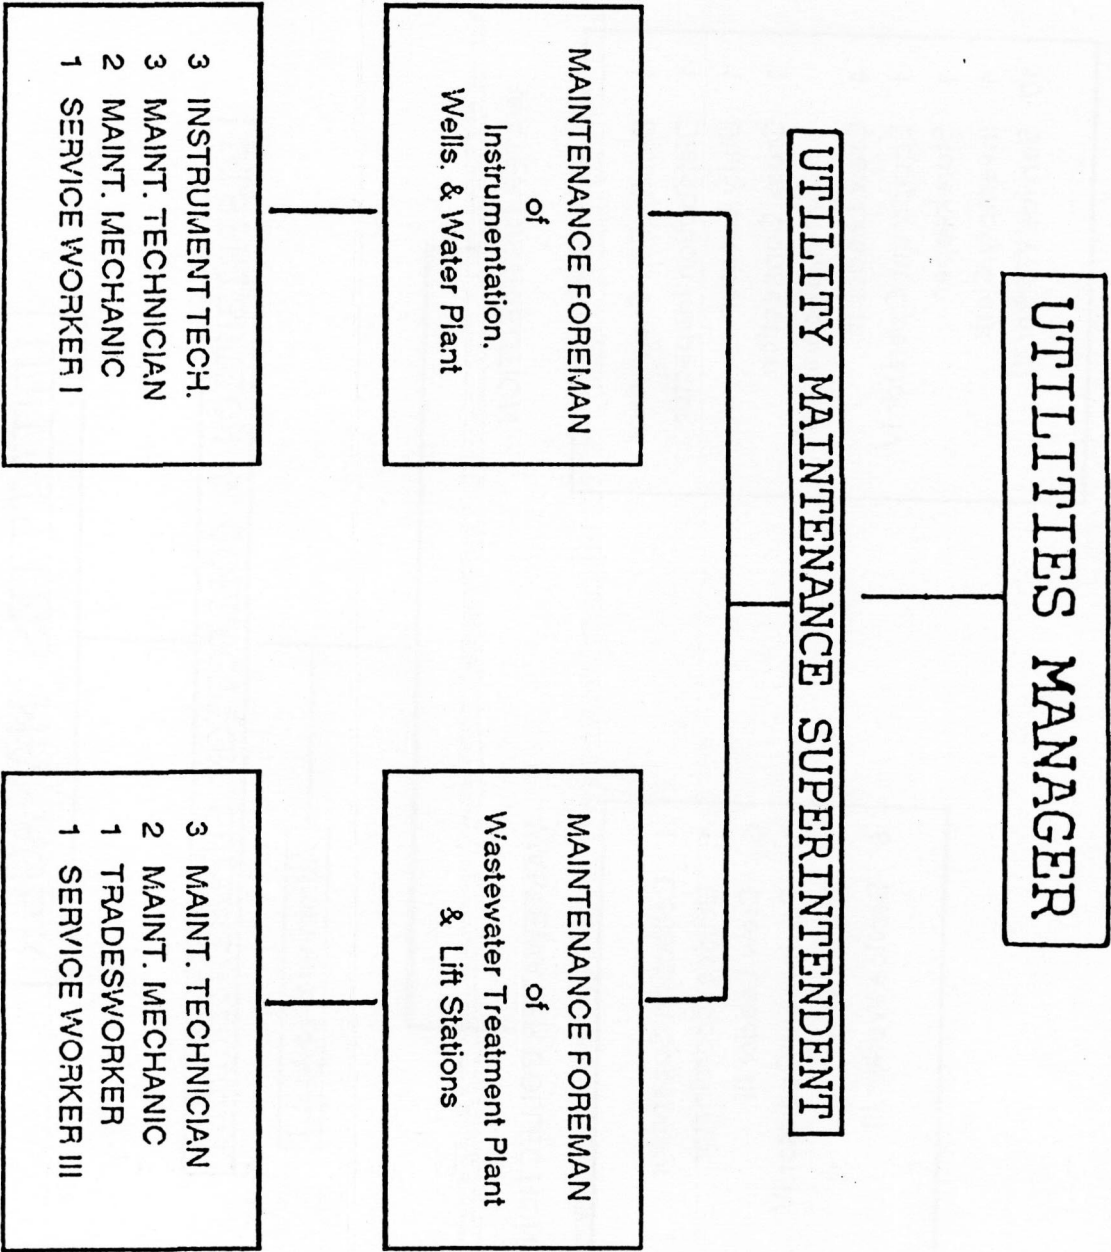 UTILITIES MANAGER
UTILITY MAINTENANCE SUPERINTENDENT
MAINTENANCE FOREMAN
of
Instrumentation,
Wells. & Water Plant
3 INSTRUMENT TECH.
3 MAINT. TECHNICIAN
2 MAINT. MECHANIC
1 SERVICE WORKER I
MAINTENANCE FOREMAN
of
Wastewater Treatment Plant
& Lift Stations
3 MAINT. TECHNICIAN
2 MAINT. MECHANIC
1 TRADESWORKER
1 SERVICE WORKER III